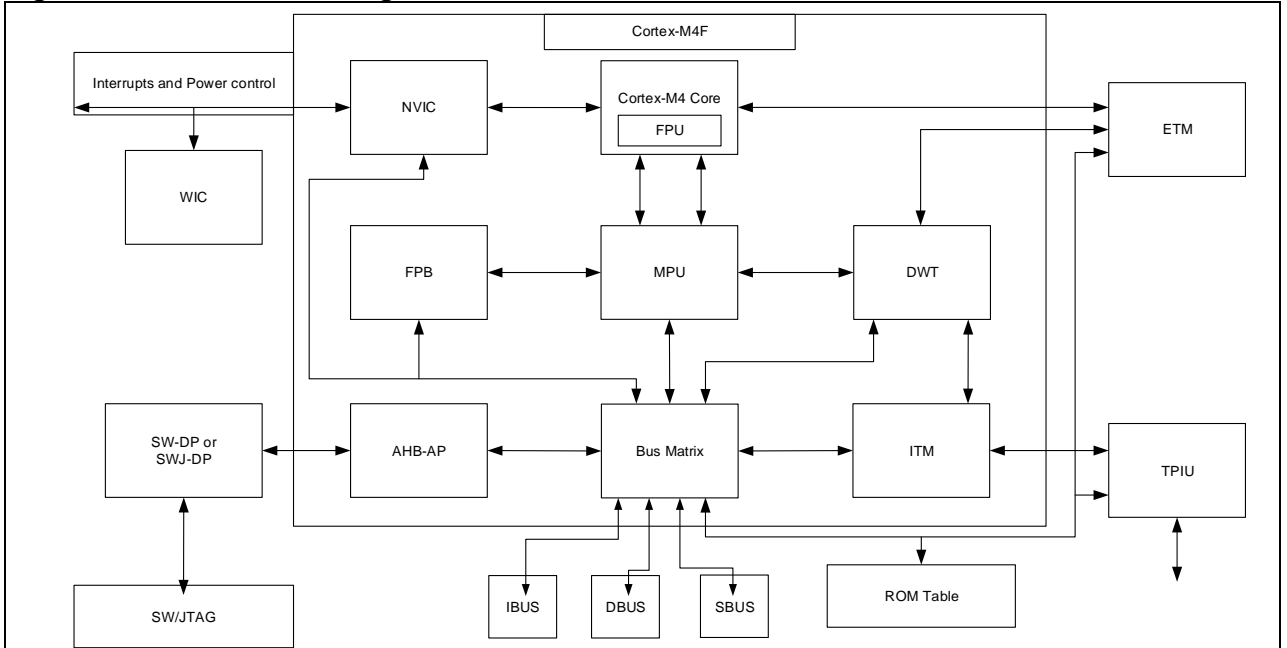 Cortex-M4F
Interrupts and Power control
NVIC
Cortex-M4 Core
FPU
ETM
WIC
FPB
MPU
DWT
SW-DP or
SWJ-DP
AHB-AP
Bus Matrix
ITM
TPIU
IBUS
DBUS
SBUS
ROM Table
SW/JTAG